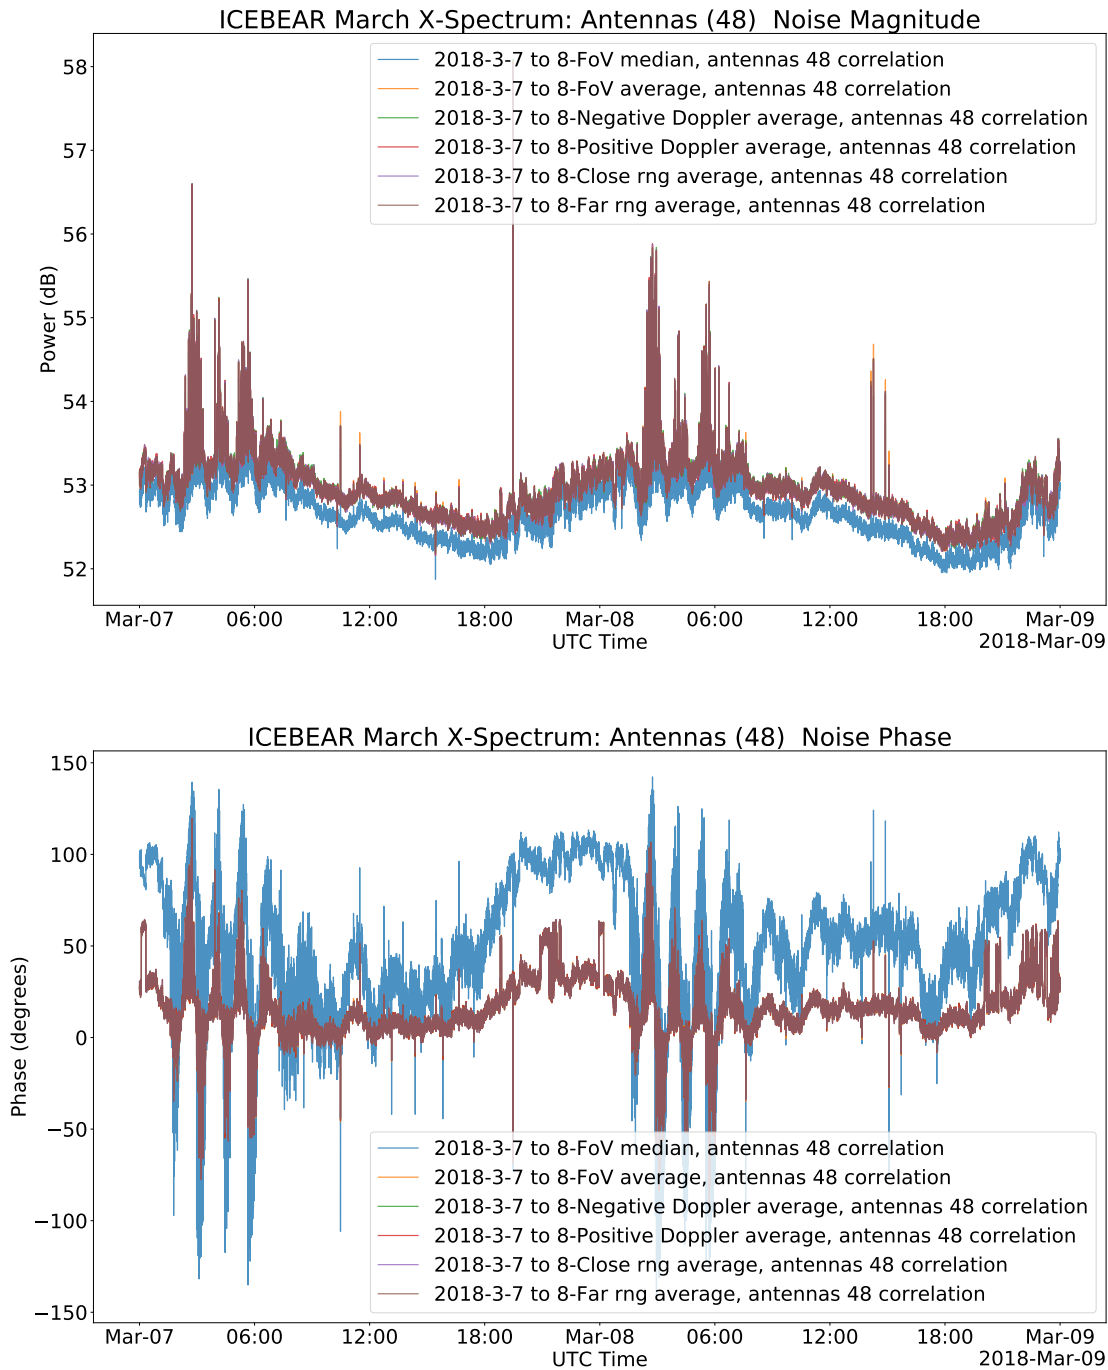 ICEBEAR March X-Spectrum: Antennas (48)  Noise Magnitude
2018-3-7 to 8-FoV median, antennas 48 correlation
2018-3-7 to 8-FoV average, antennas 48 correlation
2018-3-7 to 8-Negative Doppler average, antennas 48 correlation
2018-3-7 to 8-Positive Doppler average, antennas 48 correlation
2018-3-7 to 8-Close rng average, antennas 48 correlation
2018-3-7 to 8-Far rng average, antennas 48 correlation
Power (dB)
58
57
56
55
54
53
52
Mar-07 06:00 12:00 18:00 Mar-08 06:00 12:00 18:00 Mar-09
UTC Time
2018-Mar-09
ICEBEAR March X-Spectrum: Antennas (48)  Noise Phase
Phase (degrees)
150
100
50
0
−50
−100
−150
2018-3-7 to 8-FoV median, antennas 48 correlation
2018-3-7 to 8-FoV average, antennas 48 correlation
2018-3-7 to 8-Negative Doppler average, antennas 48 correlation
2018-3-7 to 8-Positive Doppler average, antennas 48 correlation
2018-3-7 to 8-Close rng average, antennas 48 correlation
2018-3-7 to 8-Far rng average, antennas 48 correlation
Mar-07 06:00 12:00 18:00 Mar-08 06:00 12:00 18:00 Mar-09
UTC Time
2018-Mar-09